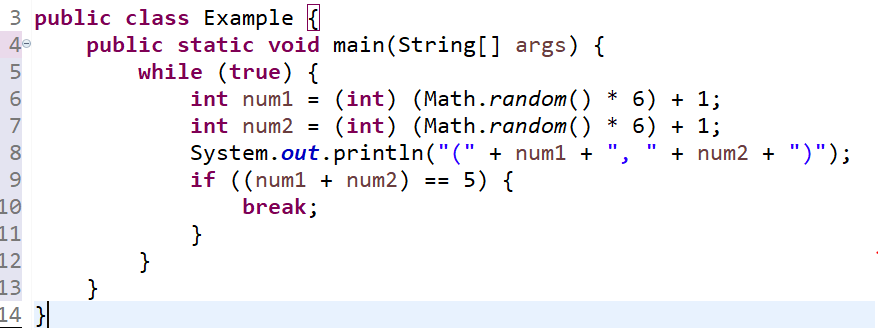 3 public class Example {
4 public static void main(String[] args) {
5 while (true) {
6 int num1 = (int) (Math.random() * 6) + 1;
7 int num2 = (int) (Math.random() * 6) + 1;
8 System.out.println("(" + num1 + ", " + num2 + ")");
9 if ((num1 + num2) == 5) {
10 break;
11 }
12 }
13 }
14 }